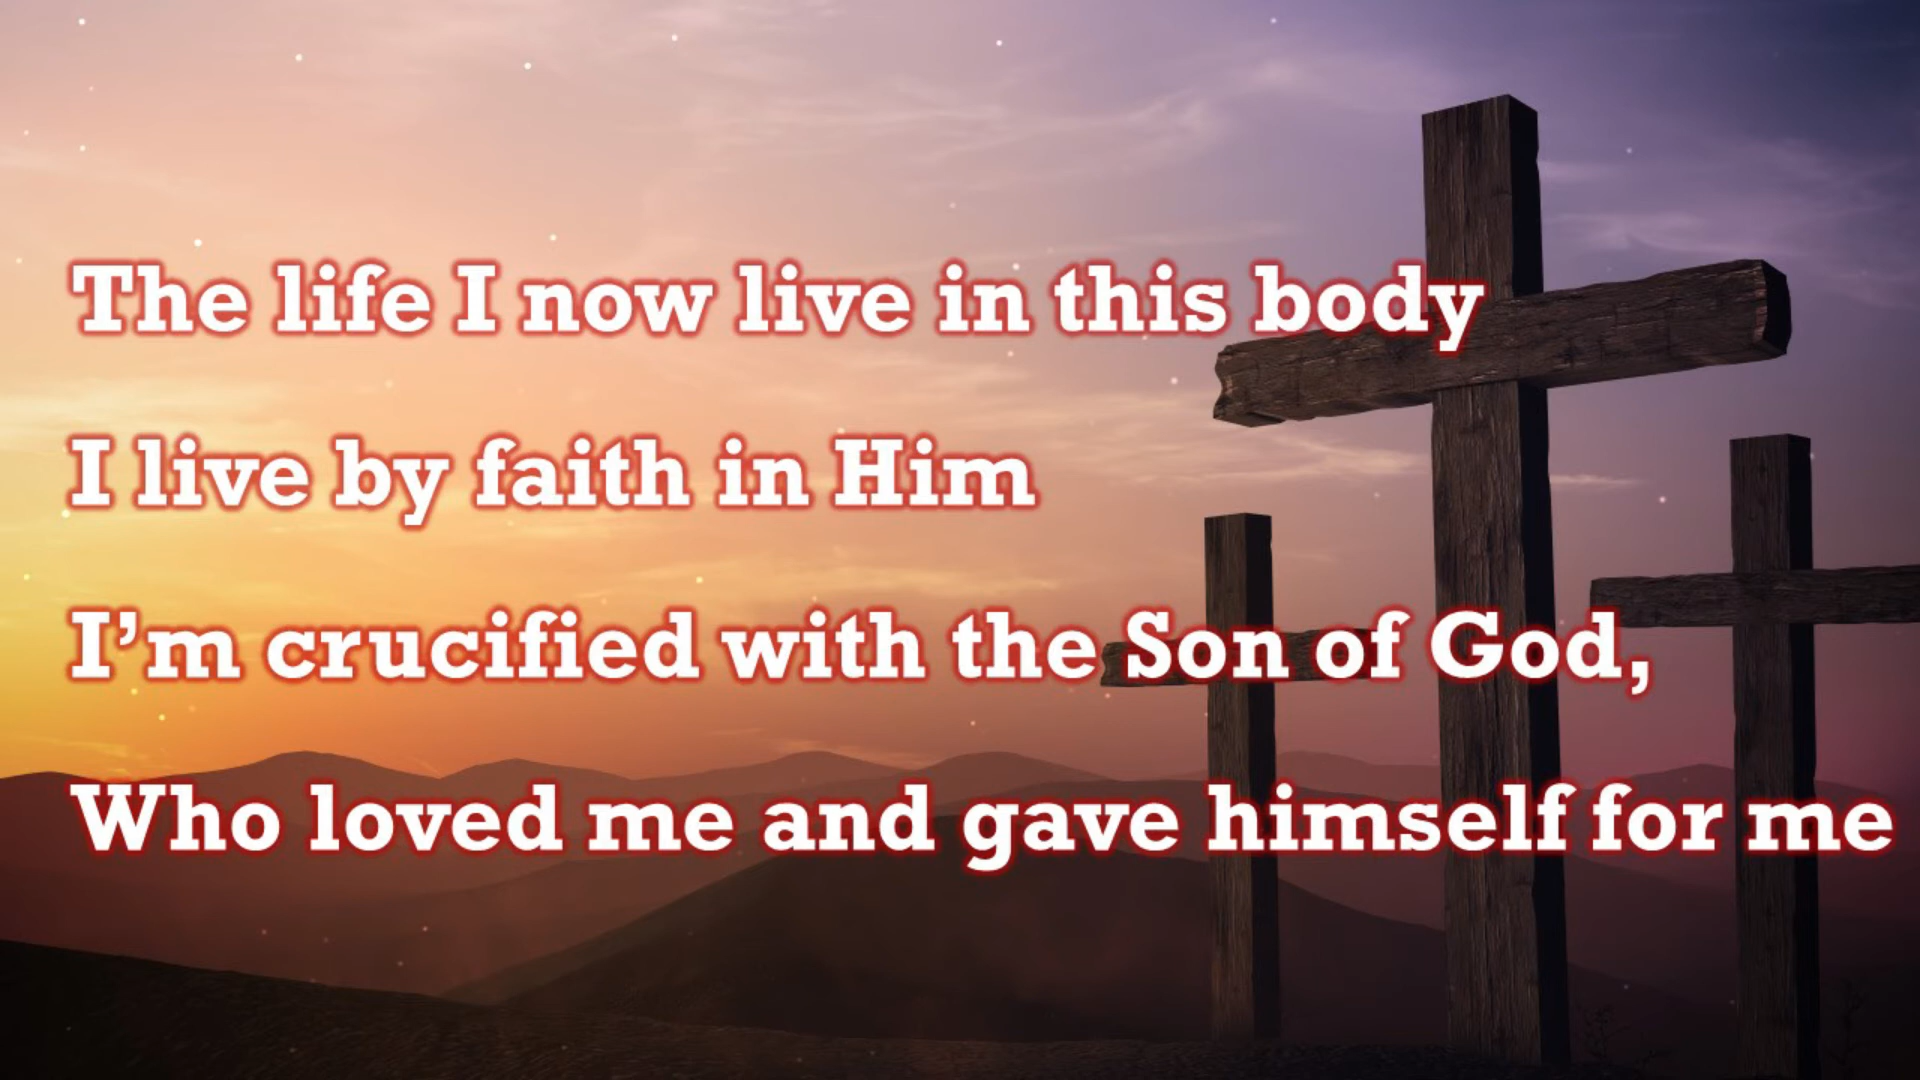 The life I now live in this body
I live by faith in Him
I’m crucified with the Son of God,
Who loved me and gave himself for me